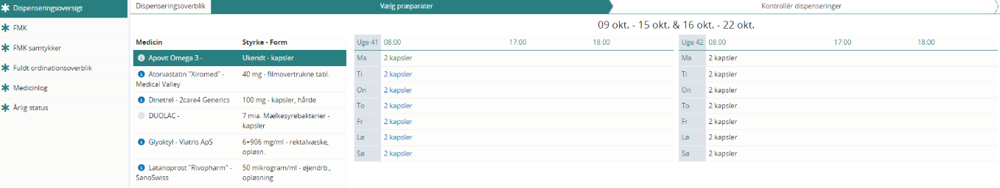 Dispenseringsoversigt
FMK
FMK samtykker
Fuldt ordinationsoverblik
Medicinlog
Årlig status
Dispenseringsoverblik Vælg præparater Kontrollér dispenseringer
09 okt. - 15 okt. & 16 okt. - 22 okt.
Medicin Styrke - Form
Apovit Omega 3 - Ukendt - kapsler
Atorvastatin "Xiromed" - 40 mg - filmovertrukne tabl.
Medical Valley
Dinetrel - 2care4 Generics 100 mg - kapsler, hårde
DUOLAC - 7 mia. Mælkesyrebakterier -
kapsler
Glyoktyl - Viatris ApS 6+906 mg/ml - rektalvæske,
opløsn.
Latanoprost "Rivopharm" - 50 mikrogram/ml - øjendrb.,
SanoSwiss opløsning
Uge 41 08:00 17:00 18:00
Ma 2 kapsler
Ti 2 kapsler
On 2 kapsler
To 2 kapsler
Fr 2 kapsler
Lø 2 kapsler
Sø 2 kapsler
Uge 42 08:00 17:00 18:00
Ma 2 kapsler
Ti 2 kapsler
On 2 kapsler
To 2 kapsler
Fr 2 kapsler
Lø 2 kapsler
Sø 2 kapsler